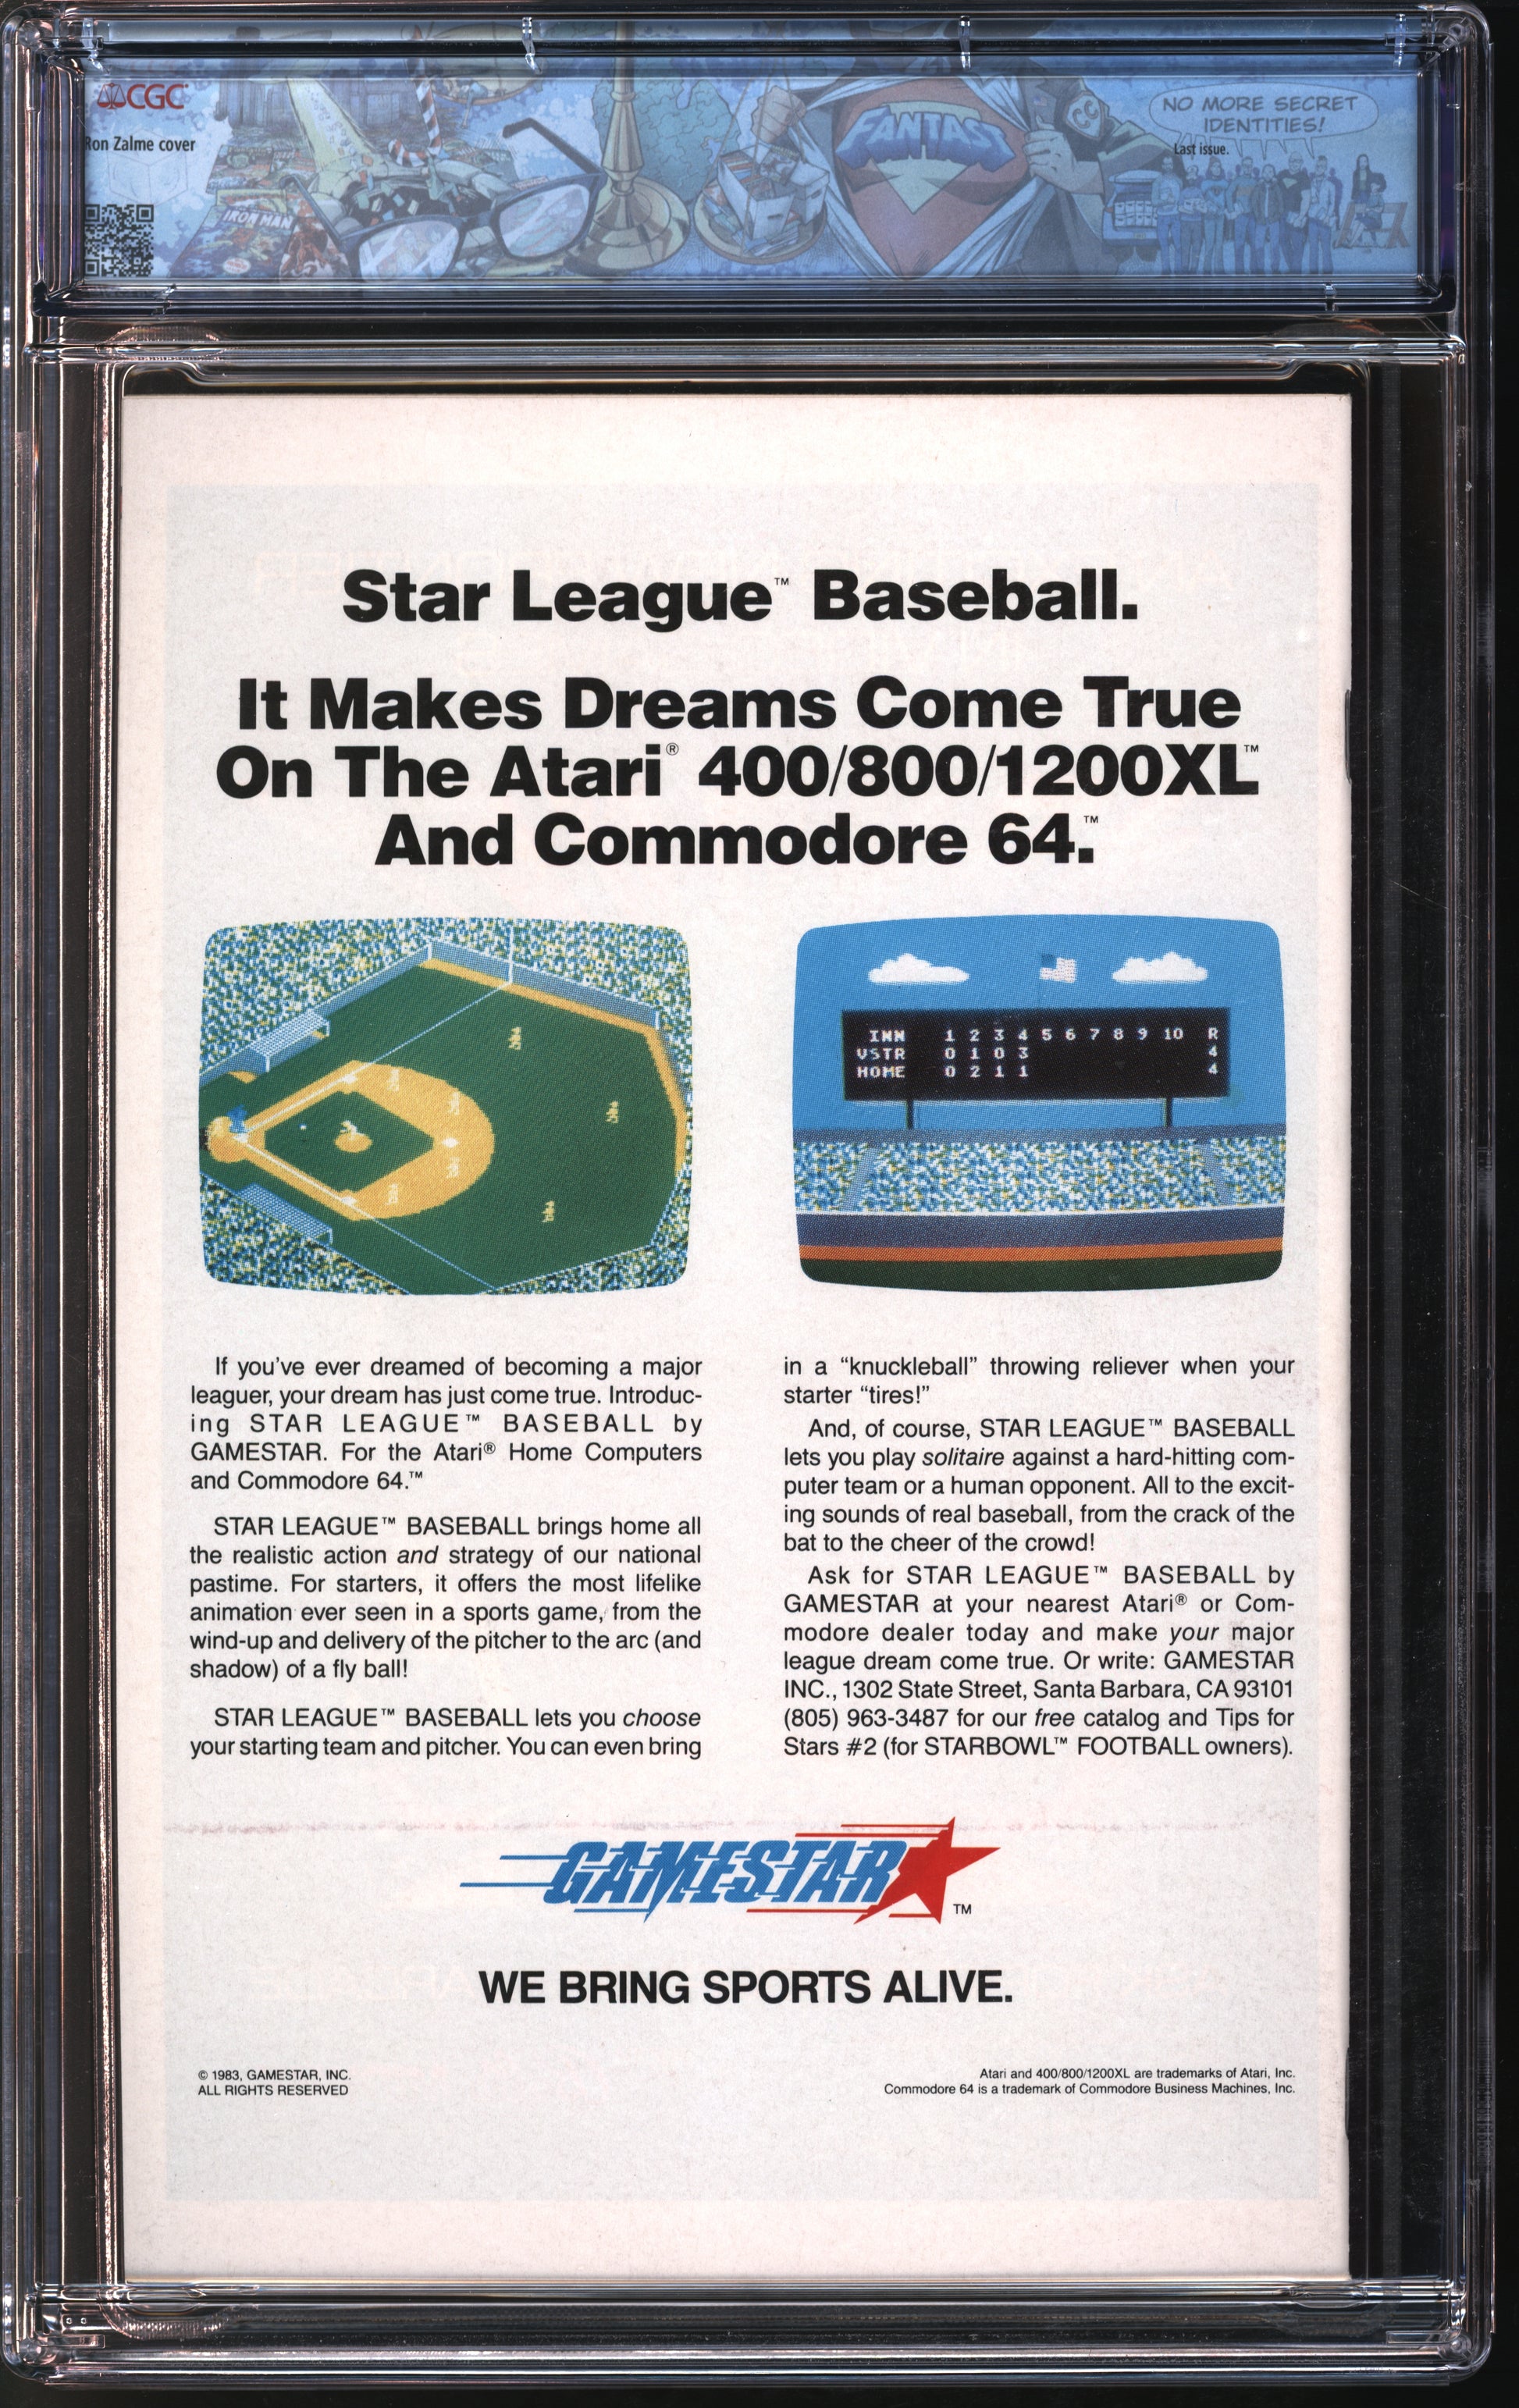 CGC
Ron Zalme cover
IRON MAN
FANTAST
CC
NO MORE SECRET
IDENTITIES!
Last issue.
Star League™ Baseball.
It Makes Dreams Come True
On The Atari® 400/800/1200XL™
And Commodore 64.™
INN 1 2 3 4 5 6 7 8 9 10 R
VSTR 0 1 0 3 4
HOME 0 2 1 1 4
If you've ever dreamed of becoming a major
leaguer, your dream has just come true. Introduc-
ing STAR LEAGUE™ BASEBALL by
GAMESTAR. For the Atari® Home Computers
and Commodore 64.™
STAR LEAGUE™ BASEBALL brings home all
the realistic action and strategy of our national
pastime. For starters, it offers the most lifelike
animation ever seen in a sports game, from the
wind-up and delivery of the pitcher to the arc (and
shadow) of a fly ball!
STAR LEAGUE™ BASEBALL lets you choose
your starting team and pitcher. You can even bring
in a “knuckleball” throwing reliever when your
starter “tires!”
And, of course, STAR LEAGUE™ BASEBALL
lets you play solitaire against a hard-hitting com-
puter team or a human opponent. All to the excit-
ing sounds of real baseball, from the crack of the
bat to the cheer of the crowd!
Ask for STAR LEAGUE™ BASEBALL by
GAMESTAR at your nearest Atari® or Com-
modore dealer today and make your major
league dream come true. Or write: GAMESTAR
INC., 1302 State Street, Santa Barbara, CA 93101
(805) 963-3487 for our free catalog and Tips for
Stars #2 (for STARBOWL™ FOOTBALL owners).
GAMESTAR™
WE BRING SPORTS ALIVE.
© 1983, GAMESTAR, INC.
ALL RIGHTS RESERVED
Atari and 400/800/1200XL are trademarks of Atari, Inc.
Commodore 64 is a trademark of Commodore Business Machines, Inc.